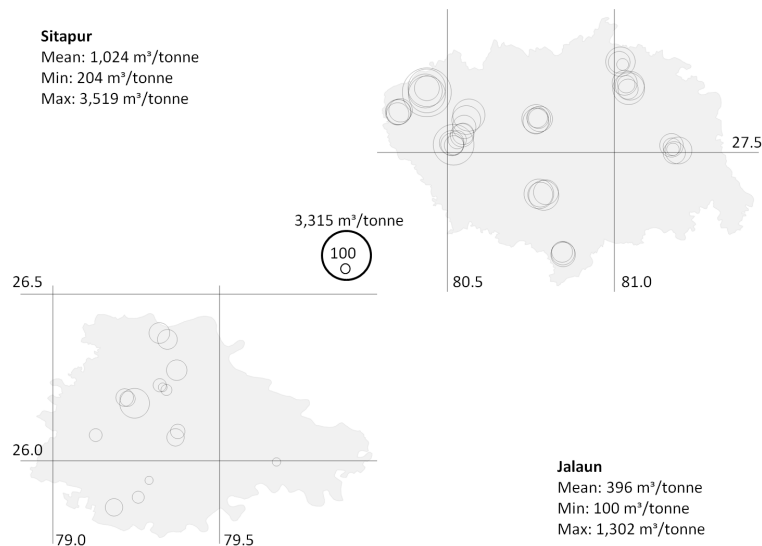 Sitapur
Mean: 1,024 m³/tonne
Min: 204 m³/tonne
Max: 3,519 m³/tonne
27.5
3,315 m³/tonne
100
80.5
81.0
26.5
26.0
79.0
79.5
Jalaun
Mean: 396 m³/tonne
Min: 100 m³/tonne
Max: 1,302 m³/tonne